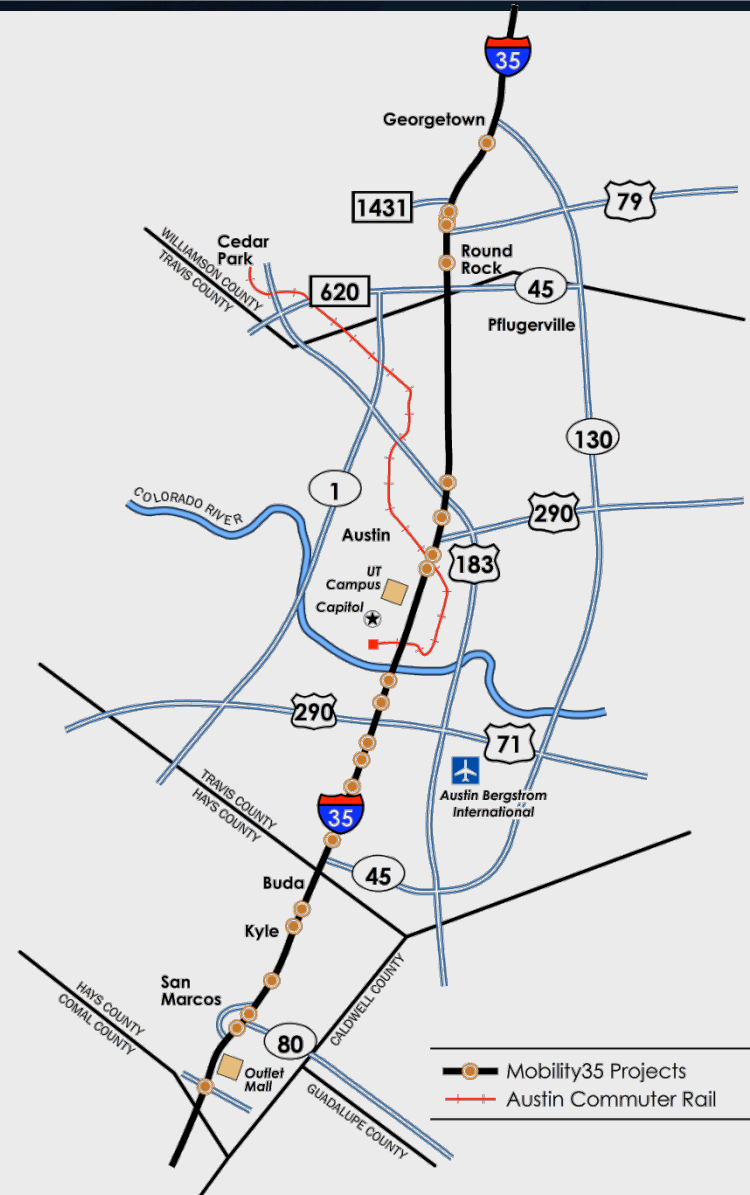 35
Georgetown
1431
79
WILLIAMSON COUNTY
TRAVIS COUNTY
Cedar
Park
Round
Rock
620
45
Pflugerville
130
1
COLORADO RIVER
290
Austin
183
UT
Campus
Capitol
290
71
Austin Bergstrom
International
TRAVIS COUNTY
HAYS COUNTY
35
45
Buda
Kyle
San
Marcos
CALDWELL COUNTY
HAYS COUNTY
COMAL COUNTY
80
Outlet
Mall
GUADALUPE COUNTY
Mobility35 Projects
Austin Commuter Rail